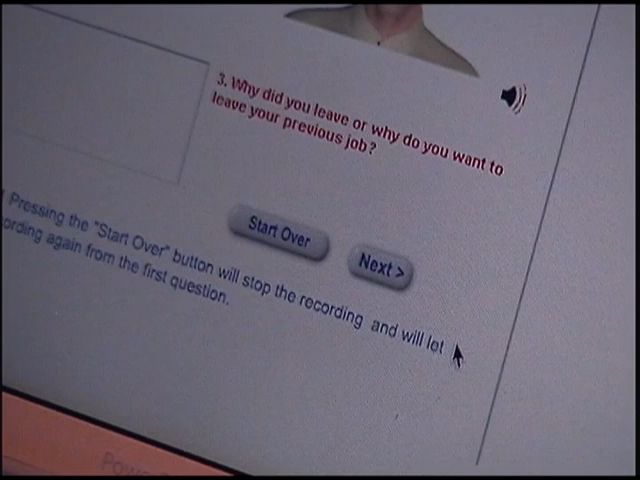 3. Why did you leave or why do you want to
leave your previous job?
Start Over
Next >
Pressing the "Start Over" button will stop the recording and will let
ording again from the first question.